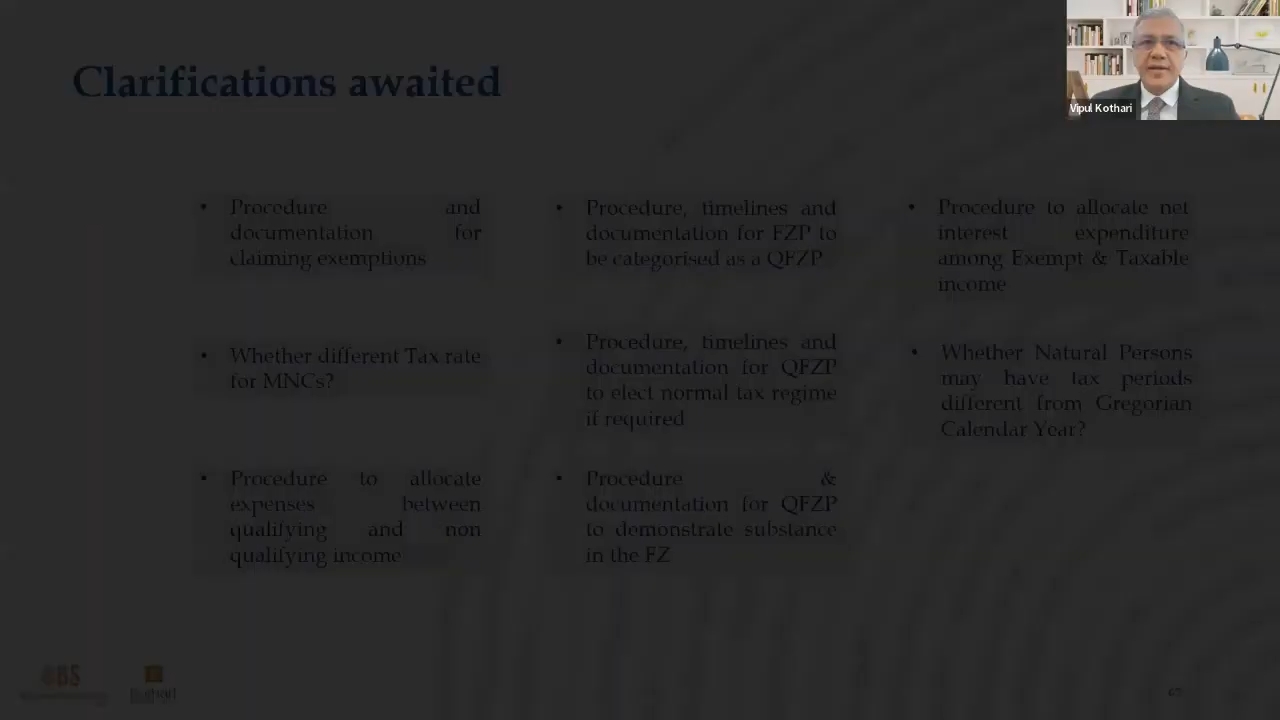 Clarifications awaited
Vipul Kothari
• Procedure and
documentation for
claiming exemptions
• Whether different Tax rate
for MNCs?
• Procedure to allocate
expenses between
qualifying and non
qualifying income
• Procedure, timelines and
documentation for FZP to
be categorised as a QFZP
• Procedure, timelines and
documentation for QFZP
to elect normal tax regime
if required
• Procedure &
documentation for QFZP
to demonstrate substance
in the FZ
• Procedure to allocate net
interest expenditure
among Exempt & Taxable
income
• Whether Natural Persons
may have tax periods
different from Gregorian
Calendar Year?